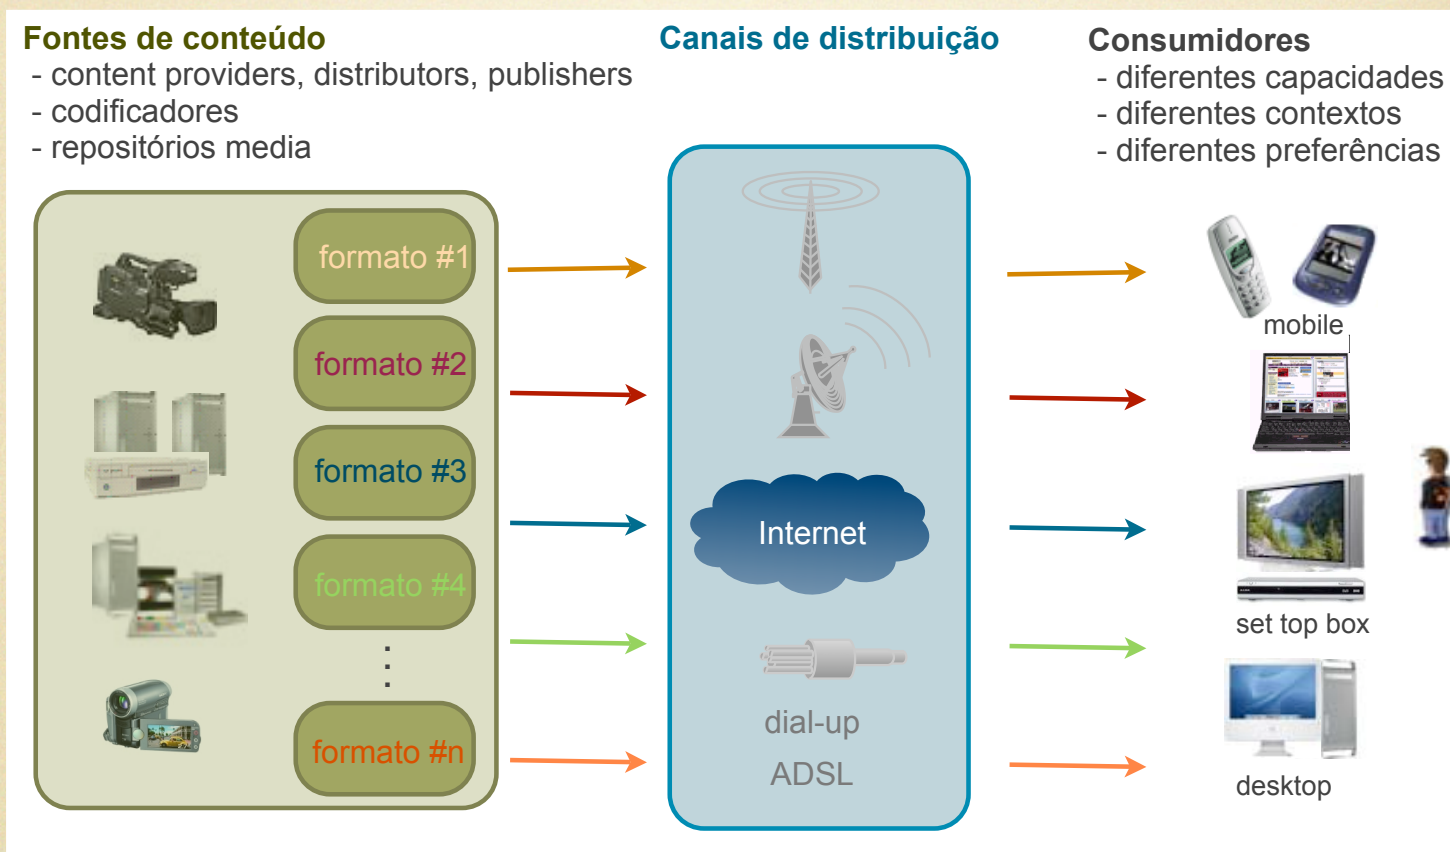 Fontes de conteúdo
- content providers, distributors, publishers
- codificadores
- repositórios media
formato #1
formato #2
formato #3
formato #4
formato #n
Canais de distribuição
Internet
dial-up
ADSL
Consumidores
- diferentes capacidades
- diferentes contextos
- diferentes preferências
mobile
set top box
desktop